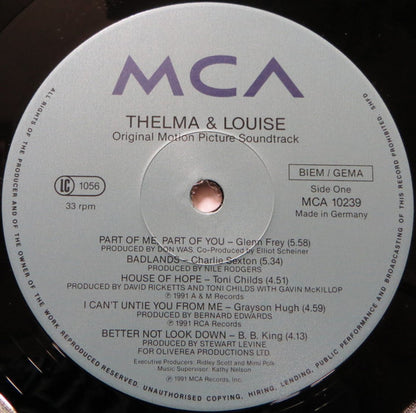 MCA
THELMA & LOUISE
Original Motion Picture Soundtrack
LC 1056
33 rpm
BIEM / GEMA
Side One
MCA 10239
Made in Germany
PART OF ME, PART OF YOU – Glenn Frey (5.58)
PRODUCED BY DON WAS. Co-Produced by Elliot Scheiner
BADLANDS – Charlie Sexton (5.34)
PRODUCED BY NILE RODGERS
HOUSE OF HOPE – Toni Childs (4.51)
PRODUCED BY DAVID RICKETTS AND TONI CHILDS WITH GAVIN McKILLOP
℗ 1991 A & M Records
I CAN'T UNTIE YOU FROM ME – Grayson Hugh (4.59)
PRODUCED BY BERNARD EDWARDS
℗ 1991 RCA Records
BETTER NOT LOOK DOWN – B. B. King (4.13)
PRODUCED BY STEWART LEVINE
FOR OLIVEREA PRODUCTIONS LTD.
Executive Producers: Ridley Scott and Mimi Polk
Music Supervisor: Kathy Nelson
℗ 1991 MCA Records, Inc.
ALL RIGHTS OF THE PRODUCER AND OF THE OWNER OF THE WORK REPRODUCED RESERVED. UNAUTHORISED COPYING, HIRING, LENDING, PUBLIC PERFORMANCE AND BROADCASTING OF THIS RECORD PROHIBITED